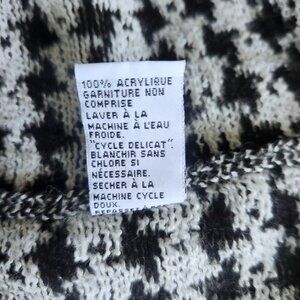 100% ACRYLIQUE
GARNITURE NON
COMPRISE
LAVER À LA
MACHINE À L'EAU
FROIDE.
"CYCLE DELICAT".
BLANCHIR SANS
CHLORE SI
NÉCESSAIRE.
SECHER À LA
MACHINE CYCLE
DOUX.